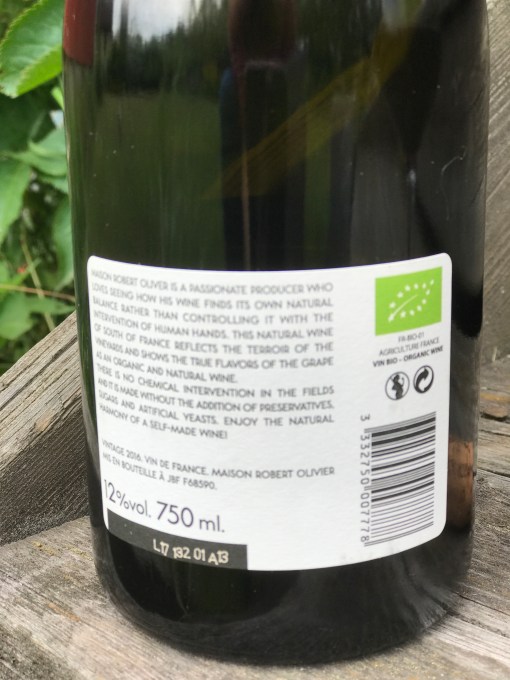 MAISON ROBERT OLIVER IS A PASSIONATE PRODUCER WHO
LOVES SEEING HOW HIS WINE FINDS ITS OWN NATURAL
BALANCE RATHER THAN CONTROLLING IT WITH THE
INTERVENTION OF HUMAN HANDS. THIS NATURAL WINE
OF SOUTH OF FRANCE REFLECTS THE TERROIR OF THE
VINEYARDS AND SHOWS THE TRUE FLAVORS OF THE GRAPE
AS AN ORGANIC AND NATURAL WINE.
THERE IS NO CHEMICAL INTERVENTION IN THE FIELDS
AND IT IS MADE WITHOUT THE ADDITION OF PRESERVATIVES,
SUGARS AND ARTIFICIAL YEASTS. ENJOY THE NATURAL
HARMONY OF A SELF-MADE WINE!
VINTAGE 2016, VIN DE FRANCE, MAISON ROBERT OLIVIER
MIS EN BOUTEILLE À JBF F68590.
12%vol. 750 ml.
L17 132 01 A13
FR-BIO-01
AGRICULTURE FRANCE
VIN BIO - ORGANIC WINE
3 332750 007778